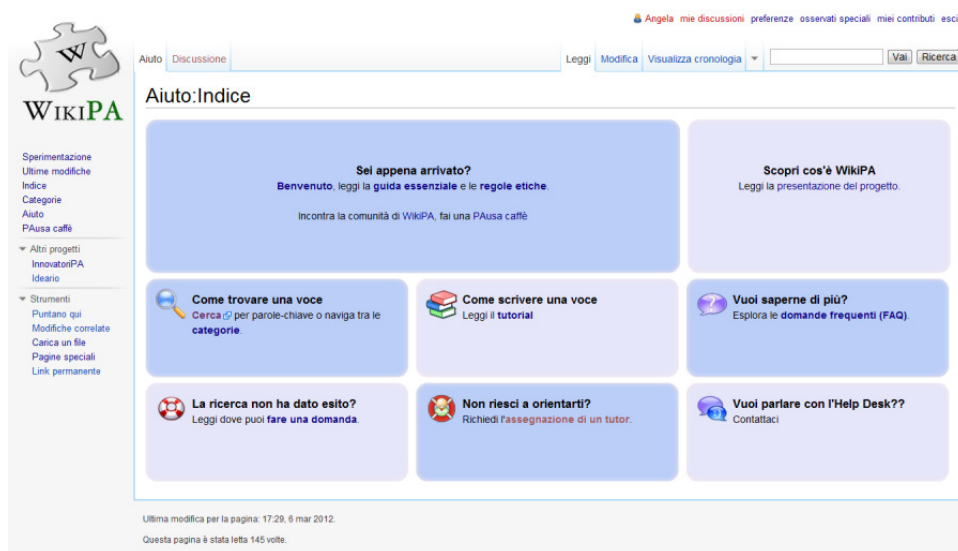 Angela mie discussioni preferenze osservati speciali miei contributi esci
W
WIKIPA
Aiuto Discussione Leggi Modifica Visualizza cronologia Vai Ricerca
Aiuto:Indice
Sperimentazione
Ultime modifiche
Indice
Categorie
Aiuto
PAusa caffè
Altri progetti
InnovatoriPA
Ideario
Strumenti
Puntano qui
Modifiche correlate
Carica un file
Pagine speciali
Link permanente
Sei appena arrivato?
Benvenuto, leggi la guida essenziale e le regole etiche.
Incontra la comunità di WikiPA, fai una PAusa caffè
Scopri cos'è WikiPA
Leggi la presentazione del progetto.
Come trovare una voce
Cerca per parole-chiave o naviga tra le
categorie.
Come scrivere una voce
Leggi il tutorial
Vuoi saperne di più?
Esplora le domande frequenti (FAQ).
La ricerca non ha dato esito?
Leggi dove puoi fare una domanda.
Non riesci a orientarti?
Richiedi l'assegnazione di un tutor.
Vuoi parlare con l'Help Desk??
Contattaci
Ultima modifica per la pagina: 17:29, 6 mar 2012.
Questa pagina è stata letta 145 volte.